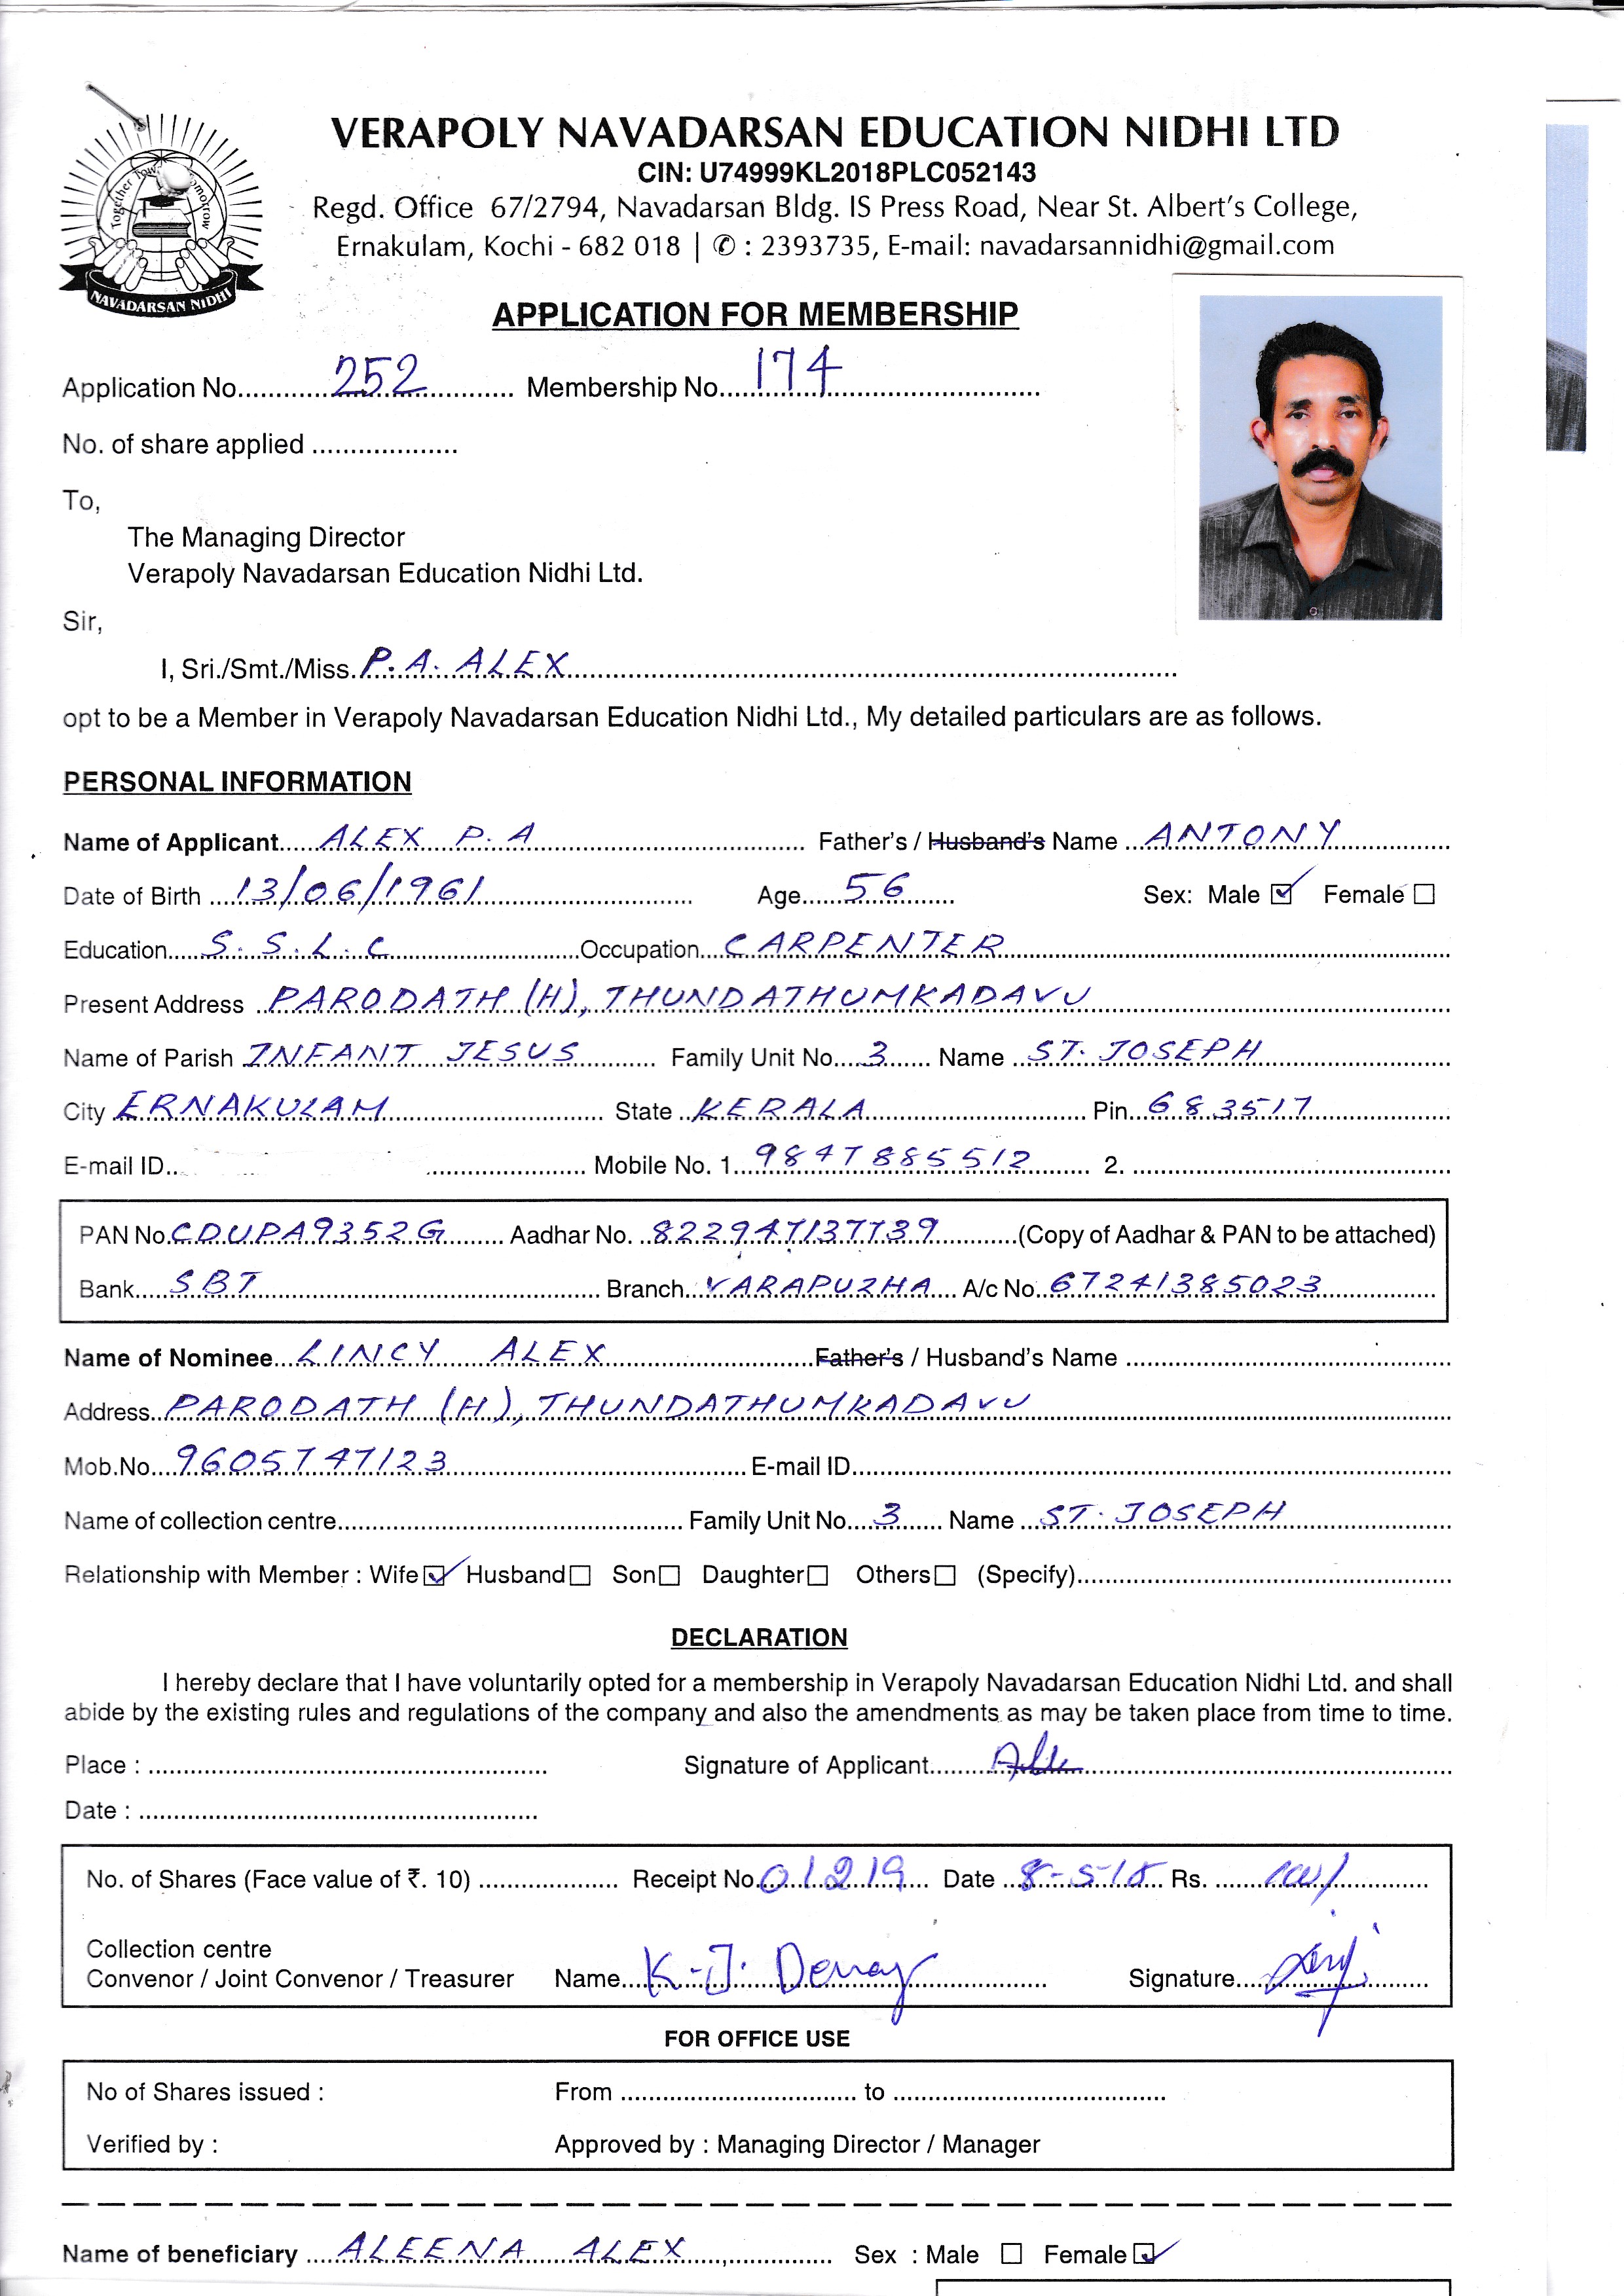 VERAPOLY NAVADARSAN EDUCATION NIDHI LTD
CIN: U74999KL2018PLC052143
Regd. Office 67/2794, Navadarsan Bldg. IS Press Road, Near St. Albert's College,
Ernakulam, Kochi - 682 018 | ✆ : 2393735, E-mail: navadarsannidhi@gmail.com
NAVADARSAN NIDHI
APPLICATION FOR MEMBERSHIP
Application No. 252 Membership No. 174
No. of share applied
To,
The Managing Director
Verapoly Navadarsan Education Nidhi Ltd.
Sir,
I, Sri./Smt./Miss. P. A. ALEX
opt to be a Member in Verapoly Navadarsan Education Nidhi Ltd., My detailed particulars are as follows.
PERSONAL INFORMATION
Name of Applicant ALEX P. A Father's / Husband's Name ANTONY
Date of Birth 13/06/1961 Age 56 Sex: Male ☑ Female ☐
Education S. S. L. C Occupation CARPENTER
Present Address PARODATH (H), THUNDATHUMKADAVU
Name of Parish INFANT JESUS Family Unit No. 3 Name ST. JOSEPH
City ERNAKULAM State KERALA Pin 683517
E-mail ID Mobile No. 1. 9847885512 2.
PAN No. CDUPA9352G Aadhar No. 822947137739 (Copy of Aadhar & PAN to be attached)
Bank SBT Branch VARAPUZHA A/c No. 67241385023
Name of Nominee LINCY ALEX Father's / Husband's Name
Address PARODATH (H), THUNDATHUMKADAVU
Mob.No. 9605747123 E-mail ID
Name of collection centre Family Unit No. 3 Name ST. JOSEPH
Relationship with Member : Wife ☑ Husband ☐ Son ☐ Daughter ☐ Others ☐ (Specify)
DECLARATION
I hereby declare that I have voluntarily opted for a membership in Verapoly Navadarsan Education Nidhi Ltd. and shall
abide by the existing rules and regulations of the company and also the amendments as may be taken place from time to time.
Place : Signature of Applicant
Date :
No. of Shares (Face value of ₹. 10) Receipt No. 01219 Date 8-5-18 Rs. 100/
Collection centre
Convenor / Joint Convenor / Treasurer Name K. J. Signature
FOR OFFICE USE
No of Shares issued : From to
Verified by : Approved by : Managing Director / Manager
Name of beneficiary ALEENA ALEX Sex : Male ☐ Female ☑